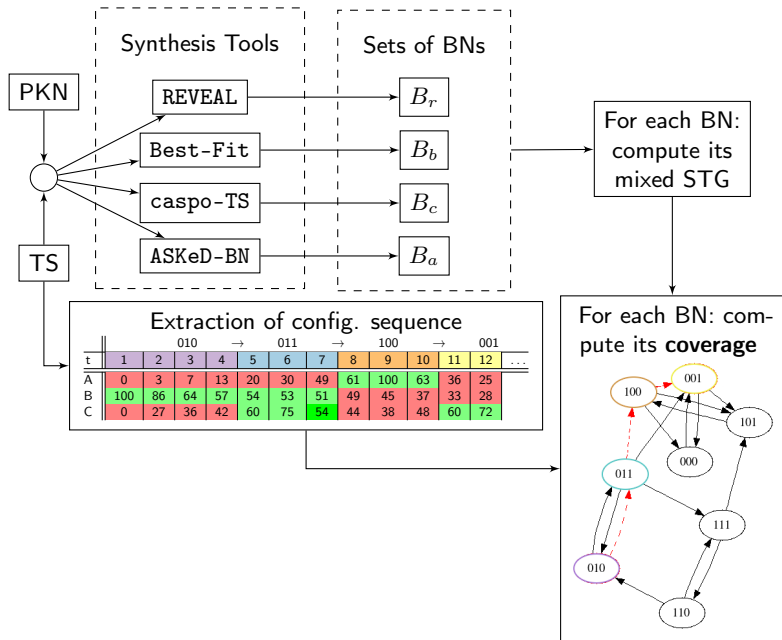 Synthesis Tools
Sets of BNs
PKN
REVEAL
Best-Fit
caspo-TS
ASKeD-BN
TS
B_r
B_b
B_c
B_a
For each BN:
compute its
mixed STG
Extraction of config. sequence
010 → 011 → 100 → 001
t 1 2 3 4 5 6 7 8 9 10 11 12 ...
A 0 3 7 13 20 30 49 61 100 63 36 25
B 100 86 64 57 54 53 51 49 45 37 33 28
C 0 27 36 42 60 75 54 44 38 48 60 72
For each BN: com-
pute its coverage
001
100
101
000
011
111
010
110